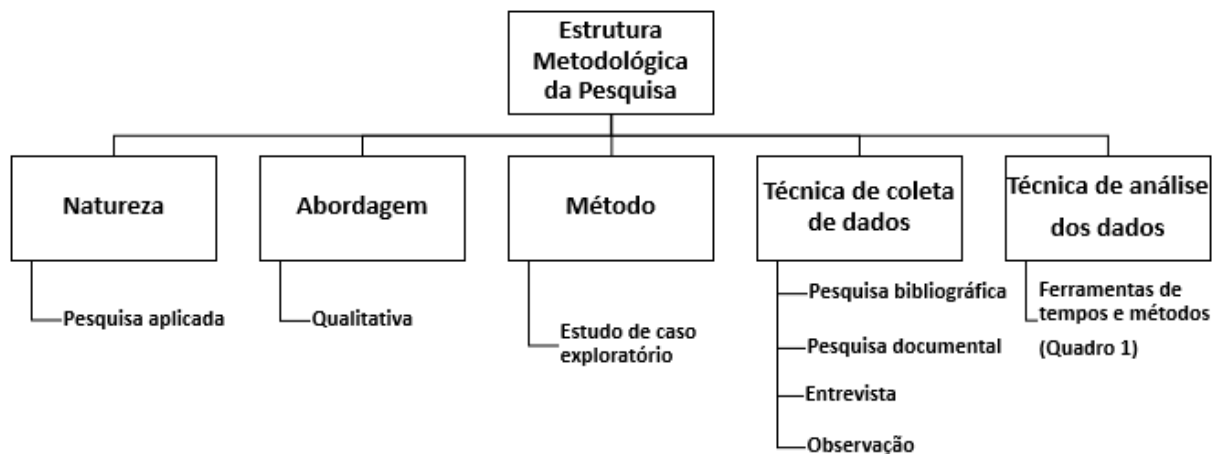 Estrutura
Metodológica
da Pesquisa
Natureza
Abordagem
Método
Técnica de coleta
de dados
Técnica de análise
dos dados
Pesquisa aplicada
Qualitativa
Estudo de caso
exploratório
Pesquisa bibliográfica
Pesquisa documental
Entrevista
Observação
Ferramentas de
tempos e métodos
(Quadro 1)